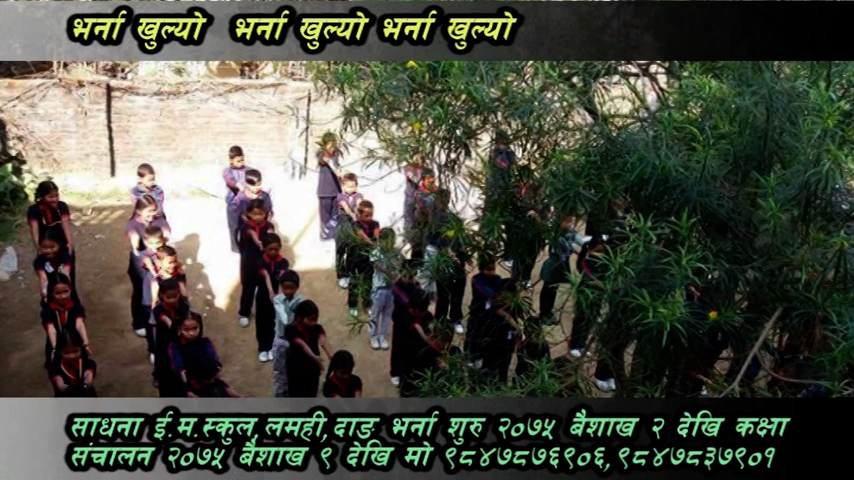 भर्ना खुल्यो भर्ना खुल्यो भर्ना खुल्यो
साधना ई.म.स्कुल लमही,दाङ भर्ना शुरु २०७५ बैशाख २ देखि कक्षा
संचालन २०७५ बैशाख ९ देखि मो ९८४७८७६९०६,९८४७८३७९०१